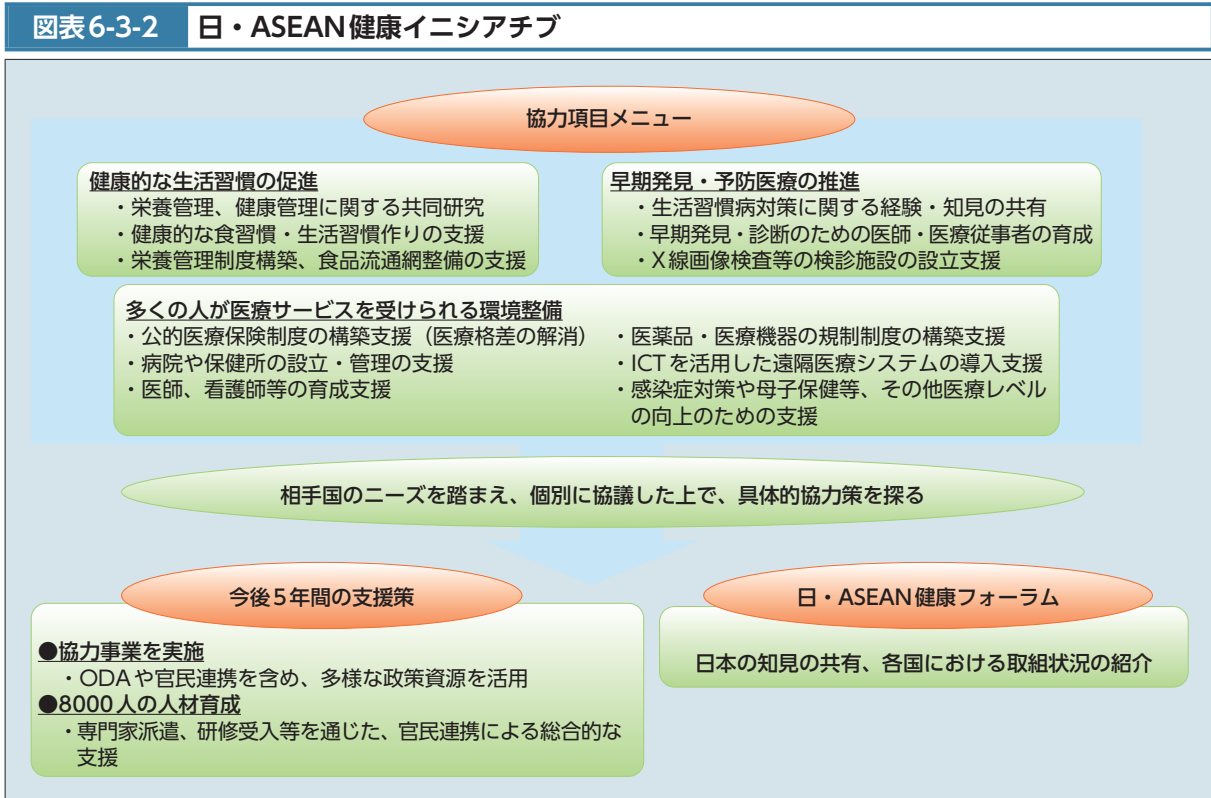 図表6-3-2 日・ASEAN健康イニシアチブ
協力項目メニュー
健康的な生活習慣の促進
・栄養管理、健康管理に関する共同研究
・健康的な食習慣・生活習慣作りの支援
・栄養管理制度構築、食品流通網整備の支援
早期発見・予防医療の推進
・生活習慣病対策に関する経験・知見の共有
・早期発見・診断のための医師・医療従事者の育成
・X線画像検査等の検診施設の設立支援
多くの人が医療サービスを受けられる環境整備
・公的医療保険制度の構築支援（医療格差の解消）
・病院や保健所の設立・管理の支援
・医師、看護師等の育成支援
・医薬品・医療機器の規制制度の構築支援
・ICTを活用した遠隔医療システムの導入支援
・感染症対策や母子保健等、その他医療レベル
の向上のための支援
相手国のニーズを踏まえ、個別に協議した上で、具体的協力策を探る
今後5年間の支援策
●協力事業を実施
・ODAや官民連携を含め、多様な政策資源を活用
●8000人の人材育成
・専門家派遣、研修受入等を通じた、官民連携による総合的な
支援
日・ASEAN健康フォーラム
日本の知見の共有、各国における取組状況の紹介